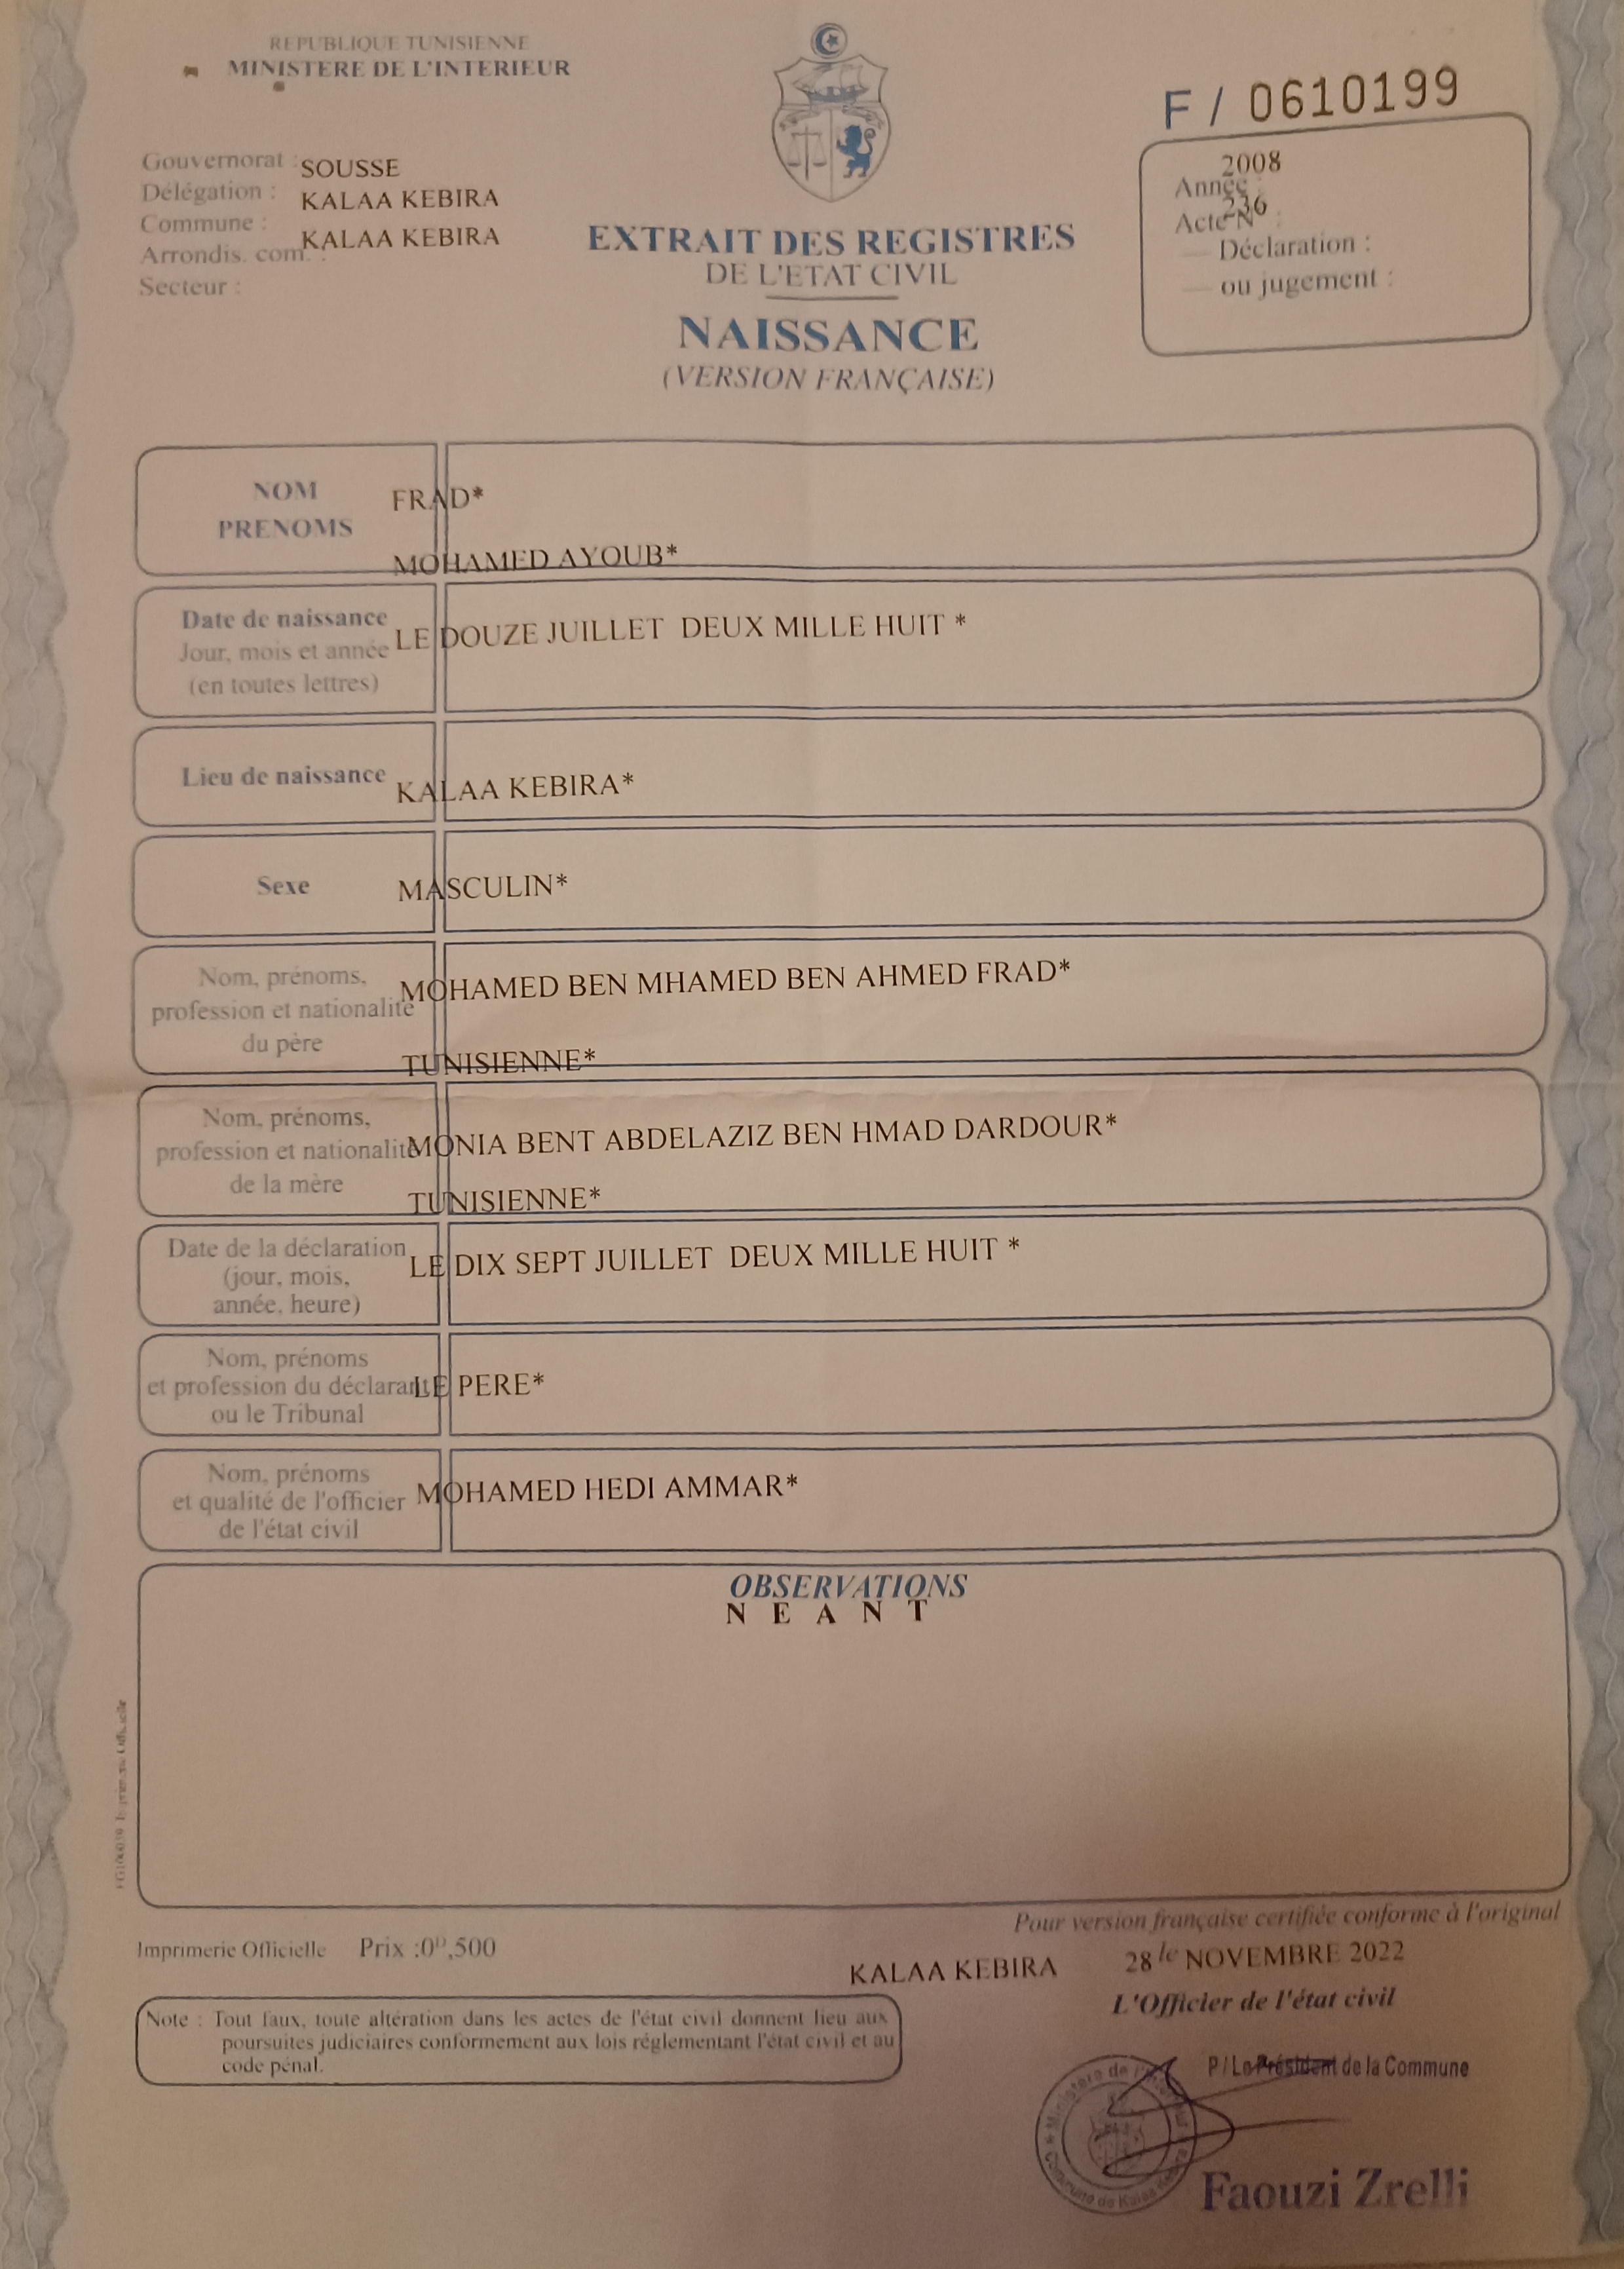 REPUBLIQUE TUNISIENNE
MINISTERE DE L'INTERIEUR
F / 0610199
Gouvernorat : SOUSSE
Délégation : KALAA KEBIRA
Commune :
Arrondis. com. : KALAA KEBIRA
Secteur :
2008
Année :
236
Acte N° :
— Déclaration :
— ou jugement :
EXTRAIT DES REGISTRES
DE L'ETAT CIVIL
NAISSANCE
(VERSION FRANÇAISE)
NOM
PRENOMS
FRAD*
MOHAMED AYOUB*
Date de naissance
Jour, mois et année
(en toutes lettres)
LE DOUZE JUILLET DEUX MILLE HUIT *
Lieu de naissance
KALAA KEBIRA*
Sexe
MASCULIN*
Nom, prénoms,
profession et nationalité
du père
MOHAMED BEN MHAMED BEN AHMED FRAD*
TUNISIENNE*
Nom, prénoms,
profession et nationalité
de la mère
MONIA BENT ABDELAZIZ BEN HMAD DARDOUR*
TUNISIENNE*
Date de la déclaration
(jour, mois,
année, heure)
LE DIX SEPT JUILLET DEUX MILLE HUIT *
Nom, prénoms
et profession du déclarant
ou le Tribunal
LE PERE*
Nom, prénoms
et qualité de l'officier
de l'état civil
MOHAMED HEDI AMMAR*
OBSERVATIONS
N E A N T
Pour version française certifiée conforme à l'original
Imprimerie Officielle Prix :0ᴰ,500
KALAA KEBIRA 28 le NOVEMBRE 2022
L'Officier de l'état civil
Note : Tout faux, toute altération dans les actes de l'état civil donnent lieu aux
poursuites judiciaires conformement aux lois réglementant l'état civil et au
code pénal.
P / Le Président de la Commune
Ministère de l'Intérieur
Commune de Kalaa Kebira
Faouzi Zrelli